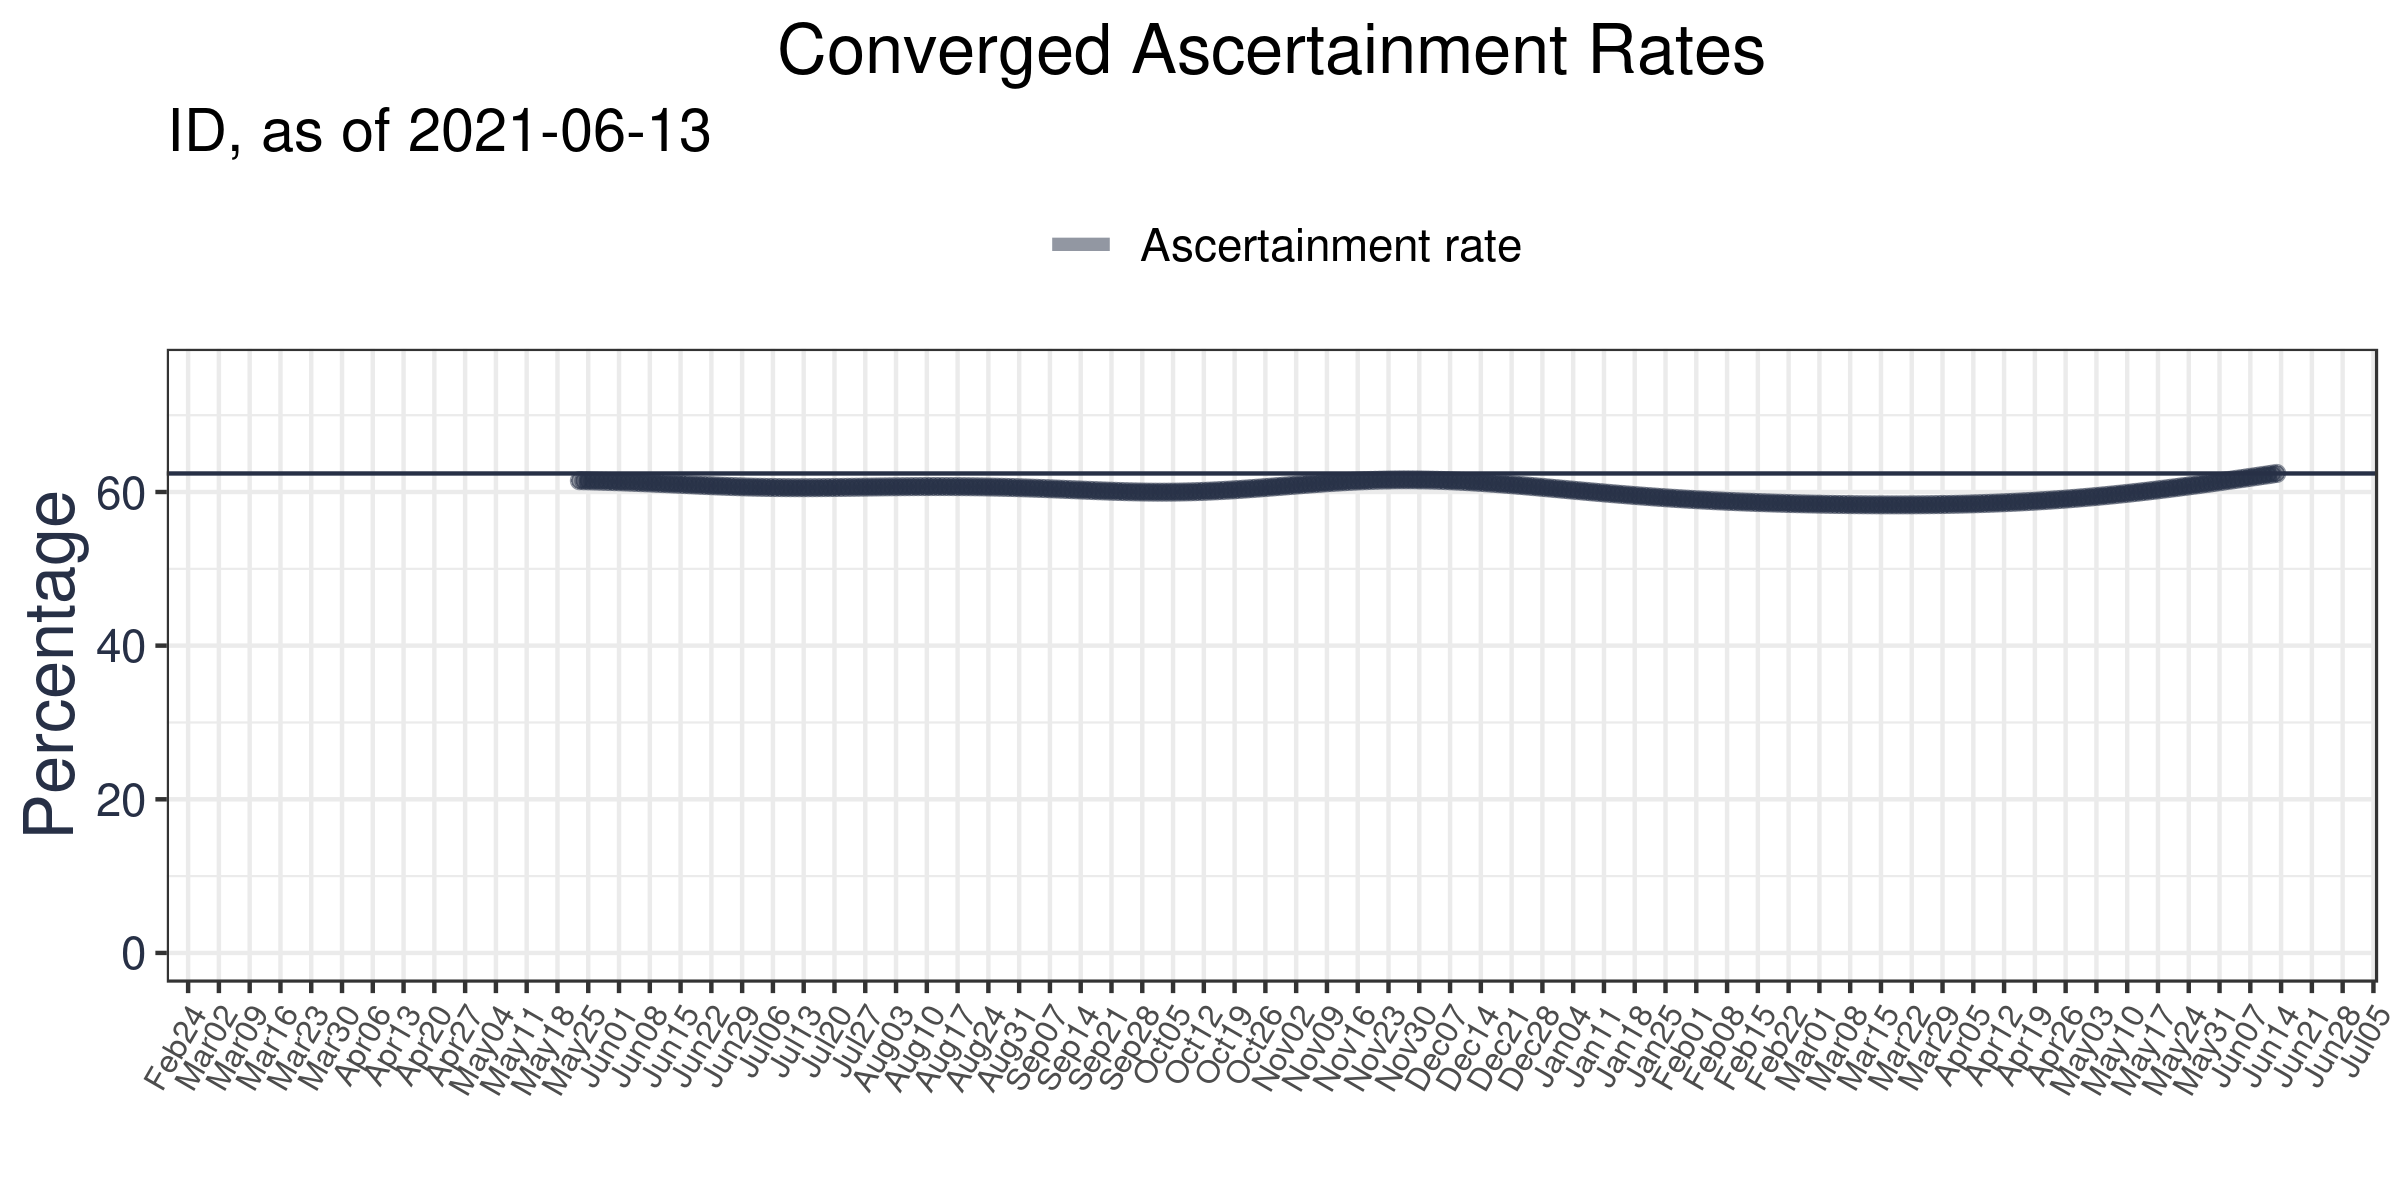 Converged Ascertainment Rates
ID, as of 2021-06-13
Ascertainment rate
Percentage
60
40
20
0
Feb24 Mar02 Mar09 Mar16 Mar23 Mar30 Apr06 Apr13 Apr20 Apr27 May04 May11 May18 May25 Jun01 Jun08 Jun15 Jun22 Jun29 Jul06 Jul13 Jul20 Jul27 Aug03 Aug10 Aug17 Aug24 Aug31 Sep07 Sep14 Sep21 Sep28 Oct05 Oct12 Oct19 Oct26 Nov02 Nov09 Nov16 Nov23 Nov30 Dec07 Dec14 Dec21 Dec28 Jan04 Jan11 Jan18 Jan25 Feb01 Feb08 Feb15 Feb22 Mar01 Mar08 Mar15 Mar22 Mar29 Apr05 Apr12 Apr19 Apr26 May03 May10 May17 May24 May31 Jun07 Jun14 Jun21 Jun28 Jul05